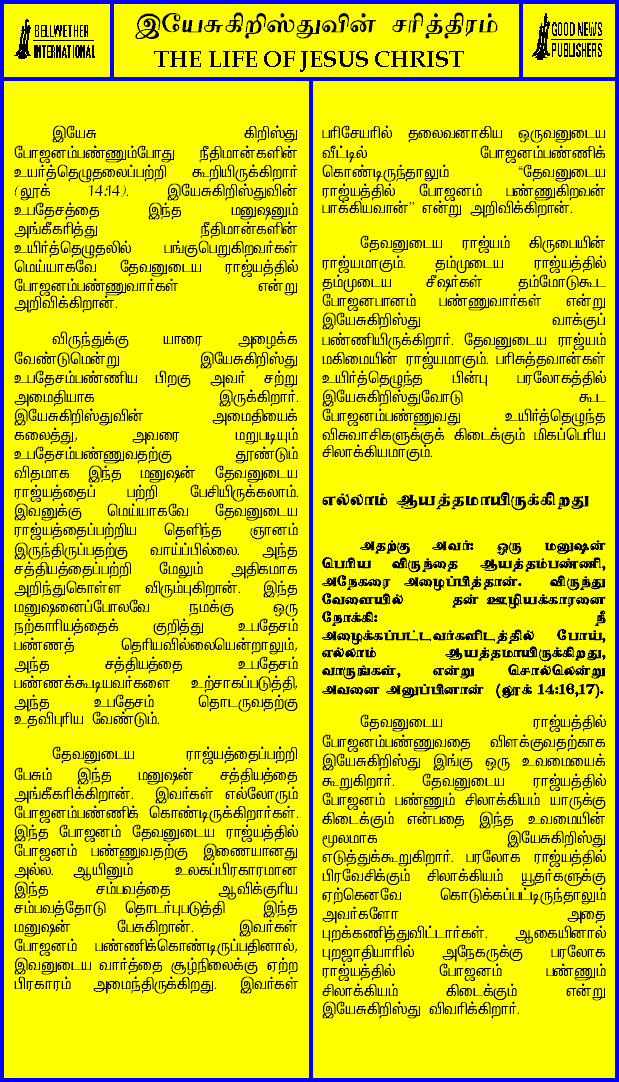 BELLWETHER
INTERNATIONAL
இயேசுகிறிஸ்துவின் சரித்திரம்
THE LIFE OF JESUS CHRIST
GOOD NEWS
PUBLISHERS
இயேசு கிறிஸ்து
போஜனம்பண்ணும்போது நீதிமான்களின்
உயர்த்தெழுதலைப்பற்றி கூறியிருக்கிறார்
(லூக் 14:14). இயேசுகிறிஸ்துவின்
உபதேசத்தை இந்த மனுஷனும்
அங்கீகரித்து நீதிமான்களின்
உயிர்த்தெழுதலில் பங்குபெறுகிறவர்கள்
மெய்யாகவே தேவனுடைய ராஜ்யத்தில்
போஜனம்பண்ணுவார்கள் என்று
அறிவிக்கிறான்.
விருந்துக்கு யாரை அழைக்க
வேண்டுமென்று இயேசுகிறிஸ்து
உபதேசம்பண்ணிய பிறகு அவர் சற்று
அமைதியாக இருக்கிறார்.
இயேசுகிறிஸ்துவின் அமைதியைக்
கலைத்து, அவரை மறுபடியும்
உபதேசம்பண்ணுவதற்கு தூண்டும்
விதமாக இந்த மனுஷன் தேவனுடைய
ராஜ்யத்தைப் பற்றி பேசியிருக்கலாம்.
இவனுக்கு மெய்யாகவே தேவனுடைய
ராஜ்யத்தைப்பற்றிய தெளிந்த ஞானம்
இருந்திருப்பதற்கு வாய்ப்பில்லை. அந்த
சத்தியத்தைப்பற்றி மேலும் அதிகமாக
அறிந்துகொள்ள விரும்புகிறான். இந்த
மனுஷனைப்போலவே நமக்கு ஒரு
நற்காரியத்தைக் குறித்து உபதேசம்
பண்ணத் தெரியவில்லையென்றாலும்,
அந்த சத்தியத்தை உபதேசம்
பண்ணக்கூடியவர்களை உற்சாகப்படுத்தி,
அந்த உபதேசம் தொடருவதற்கு
உதவிபுரிய வேண்டும்.
தேவனுடைய ராஜ்யத்தைப்பற்றி
பேசும் இந்த மனுஷன் சத்தியத்தை
அங்கீகரிக்கிறான். இவர்கள் எல்லோரும்
போஜனம்பண்ணிக் கொண்டிருக்கிறார்கள்.
இந்த போஜனம் தேவனுடைய ராஜ்யத்தில்
போஜனம் பண்ணுவதற்கு இணையானது
அல்ல. ஆயினும் உலகப்பிரகாரமான
இந்த சம்பவத்தை ஆவிக்குரிய
சம்பவத்தோடு தொடர்புபடுத்தி இந்த
மனுஷன் பேசுகிறான். இவர்கள்
போஜனம் பண்ணிக்கொண்டிருப்பதினால்,
இவனுடைய வார்த்தை சூழ்நிலைக்கு ஏற்ற
பிரகாரம் அமைந்திருக்கிறது. இவர்கள்
பரிசேயரில் தலைவனாகிய ஒருவனுடைய
வீட்டில் போஜனம்பண்ணிக்
கொண்டிருந்தாலும் “தேவனுடைய
ராஜ்யத்தில் போஜனம் பண்ணுகிறவன்
பாக்கியவான்” என்று அறிவிக்கிறான்.
தேவனுடைய ராஜ்யம் கிருபையின்
ராஜ்யமாகும். தம்முடைய ராஜ்யத்தில்
தம்முடைய சீஷர்கள் தம்மோடுகூட
போஜனபானம் பண்ணுவார்கள் என்று
இயேசுகிறிஸ்து வாக்குப்
பண்ணியிருக்கிறார். தேவனுடைய ராஜ்யம்
மகிமையின் ராஜ்யமாகும். பரிசுத்தவான்கள்
உயிர்த்தெழுந்த பின்பு பரலோகத்தில்
இயேசுகிறிஸ்துவோடு கூட
போஜனம்பண்ணுவது உயிர்த்தெழுந்த
விசுவாசிகளுக்குக் கிடைக்கும் மிகப்பெரிய
சிலாக்கியமாகும்.
எல்லாம் ஆயத்தமாயிருக்கிறது
அதற்கு அவர்: ஒரு மனுஷன்
பெரிய விருந்தை ஆயத்தம்பண்ணி,
அநேகரை அழைப்பித்தான். விருந்து
வேளையில் தன் ஊழியக்காரனை
நோக்கி: நீ
அழைக்கப்பட்டவர்களிடத்தில் போய்,
எல்லாம் ஆயத்தமாயிருக்கிறது,
வாருங்கள், என்று சொல்லென்று
அவனை அனுப்பினான் (லூக் 14:16,17).
தேவனுடைய ராஜ்யத்தில்
போஜனம்பண்ணுவதை விளக்குவதற்காக
இயேசுகிறிஸ்து இங்கு ஒரு உவமையைக்
கூறுகிறார். தேவனுடைய ராஜ்யத்தில்
போஜனம் பண்ணும் சிலாக்கியம் யாருக்கு
கிடைக்கும் என்பதை இந்த உவமையின்
மூலமாக இயேசுகிறிஸ்து
எடுத்துக்கூறுகிறார். பரலோக ராஜ்யத்தில்
பிரவேசிக்கும் சிலாக்கியம் யூதர்களுக்கு
ஏற்கெனவே கொடுக்கப்பட்டிருந்தாலும்
அவர்களோ அதை
புறக்கணித்துவிட்டார்கள். ஆகையினால்
புறஜாதியாரில் அநேகருக்கு பரலோக
ராஜ்யத்தில் போஜனம் பண்ணும்
சிலாக்கியம் கிடைக்கும் என்று
இயேசுகிறிஸ்து விவரிக்கிறார்.